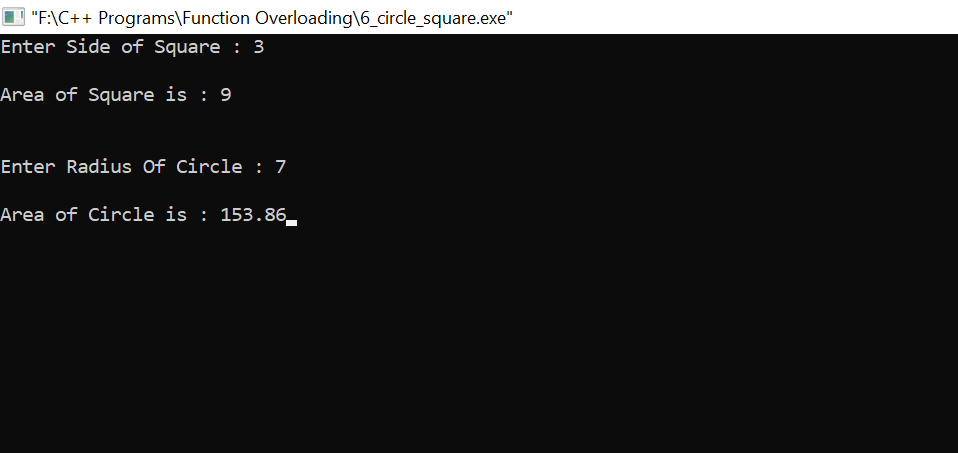 "F:\C++ Programs\Function Overloading\6_circle_square.exe"
Enter Side of Square : 3
Area of Square is : 9
Enter Radius Of Circle : 7
Area of Circle is : 153.86